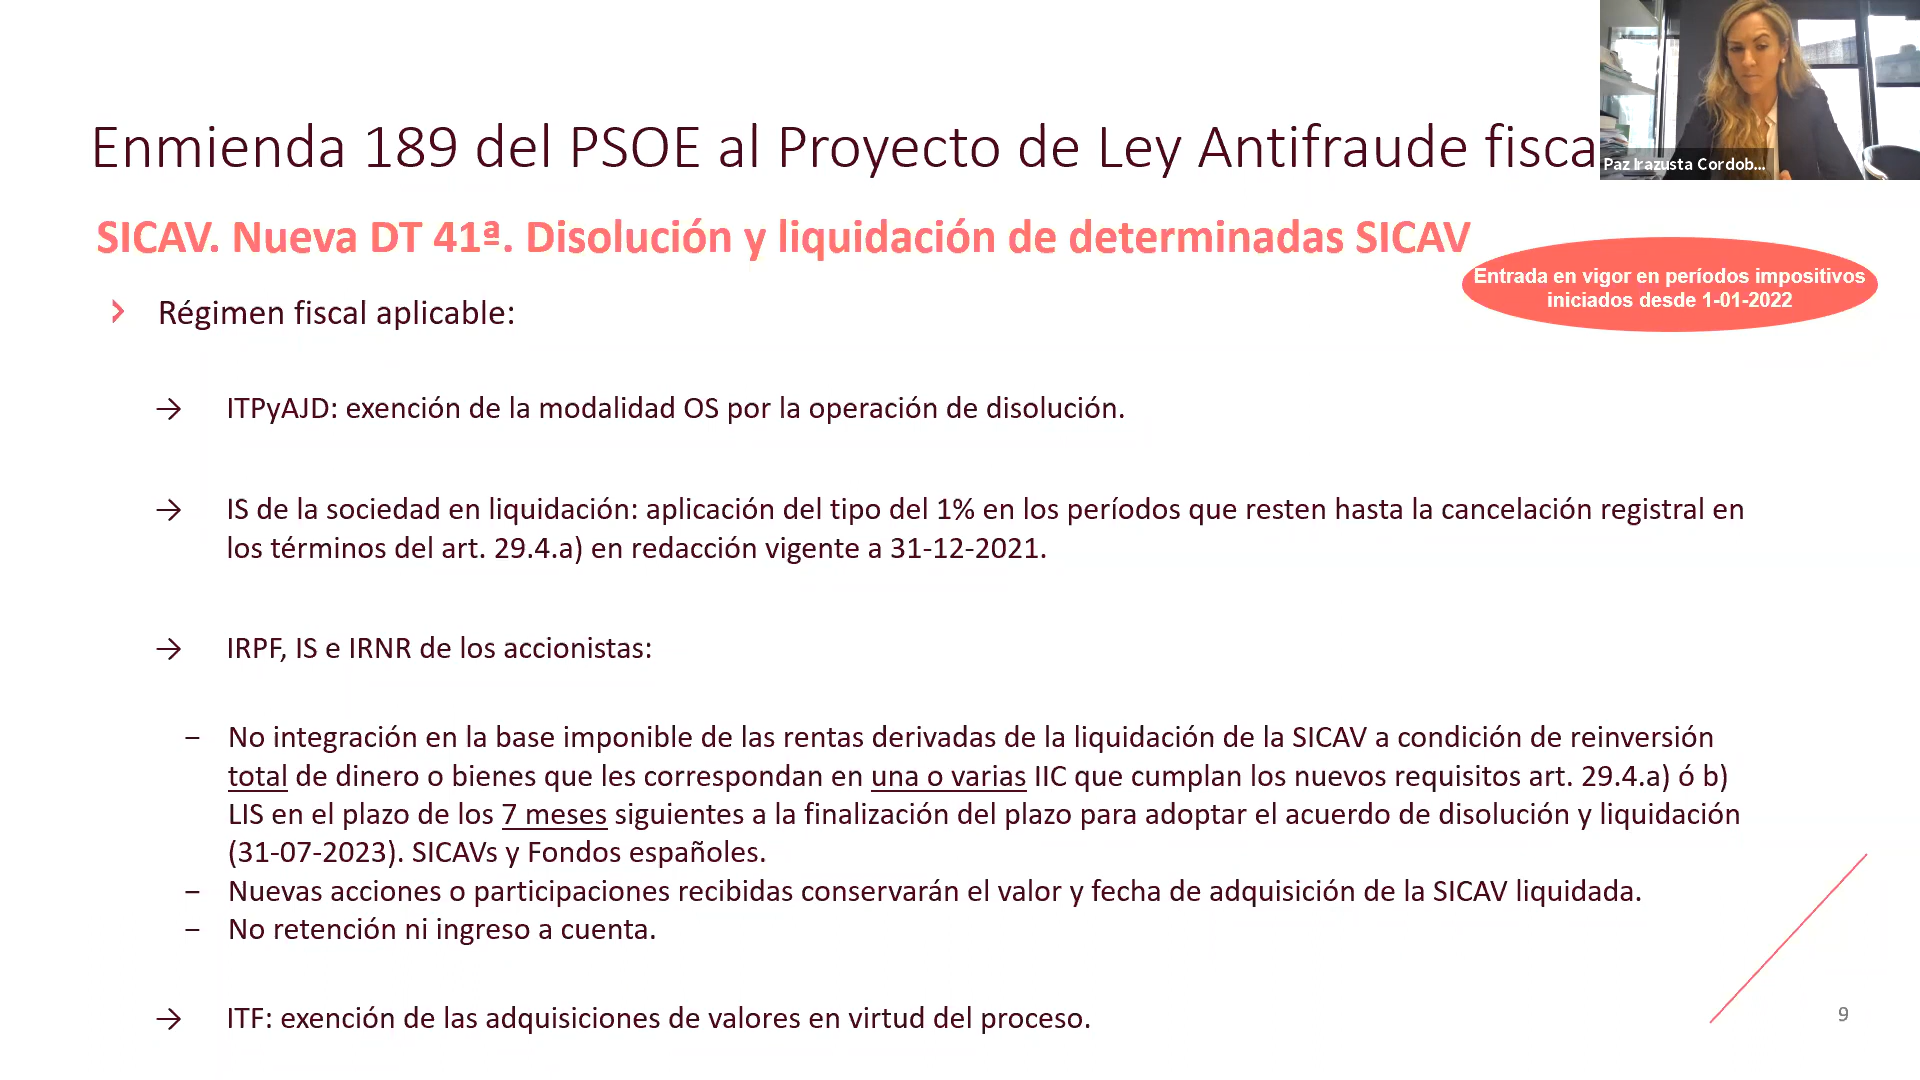 Enmienda 189 del PSOE al Proyecto de Ley Antifraude fisca
Paz Irazusta Cordob...
SICAV. Nueva DT 41ª. Disolución y liquidación de determinadas SICAV
Entrada en vigor en períodos impositivos
iniciados desde 1-01-2022
Régimen fiscal aplicable:
→ ITPyAJD: exención de la modalidad OS por la operación de disolución.
→ IS de la sociedad en liquidación: aplicación del tipo del 1% en los períodos que resten hasta la cancelación registral en
los términos del art. 29.4.a) en redacción vigente a 31-12-2021.
→ IRPF, IS e IRNR de los accionistas:
− No integración en la base imponible de las rentas derivadas de la liquidación de la SICAV a condición de reinversión
total de dinero o bienes que les correspondan en una o varias IIC que cumplan los nuevos requisitos art. 29.4.a) ó b)
LIS en el plazo de los 7 meses siguientes a la finalización del plazo para adoptar el acuerdo de disolución y liquidación
(31-07-2023). SICAVs y Fondos españoles.
− Nuevas acciones o participaciones recibidas conservarán el valor y fecha de adquisición de la SICAV liquidada.
− No retención ni ingreso a cuenta.
→ ITF: exención de las adquisiciones de valores en virtud del proceso.
9